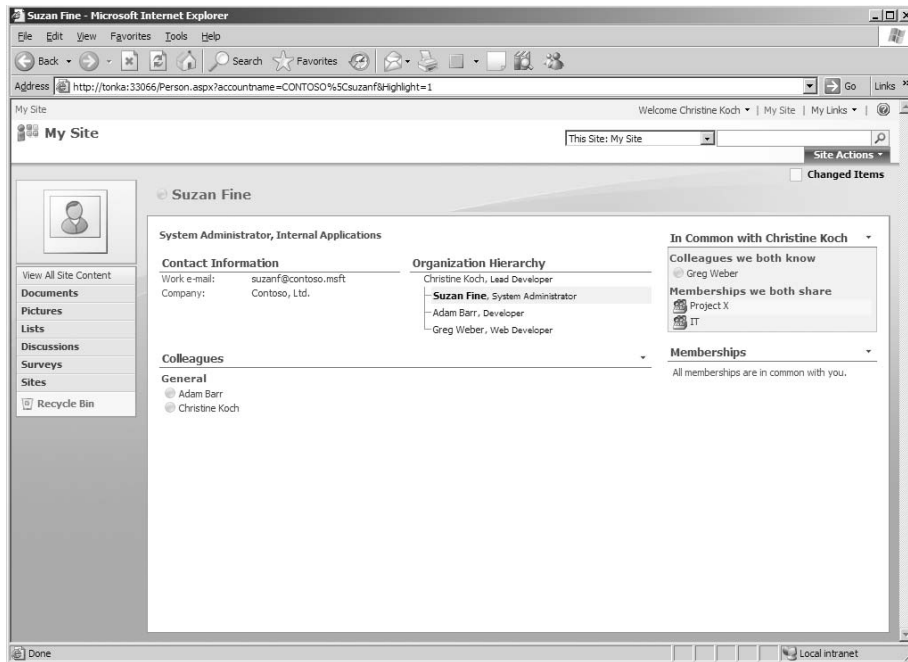 Suzan Fine - Microsoft Internet Explorer
File Edit View Favorites Tools Help
Back Search Favorites
Address http://tonka:33066/Person.aspx?accountname=CONTOSO%5Csuzanf&Highlight=1 Go Links »
My Site Welcome Christine Koch | My Site | My Links |
My Site This Site: My Site
Site Actions
Changed Items
Suzan Fine
System Administrator, Internal Applications
In Common with Christine Koch
Contact Information Organization Hierarchy
Colleagues we both know
View All Site Content Work e-mail: suzanf@contoso.msft Christine Koch, Lead Developer
Greg Weber
Documents Company: Contoso, Ltd. Suzan Fine, System Administrator
Memberships we both share
Pictures Adam Barr, Developer
Project X
Lists Greg Weber, Web Developer
IT
Discussions
Colleagues Memberships
Surveys
All memberships are in common with you.
Sites General
Adam Barr
Recycle Bin Christine Koch
Done Local intranet